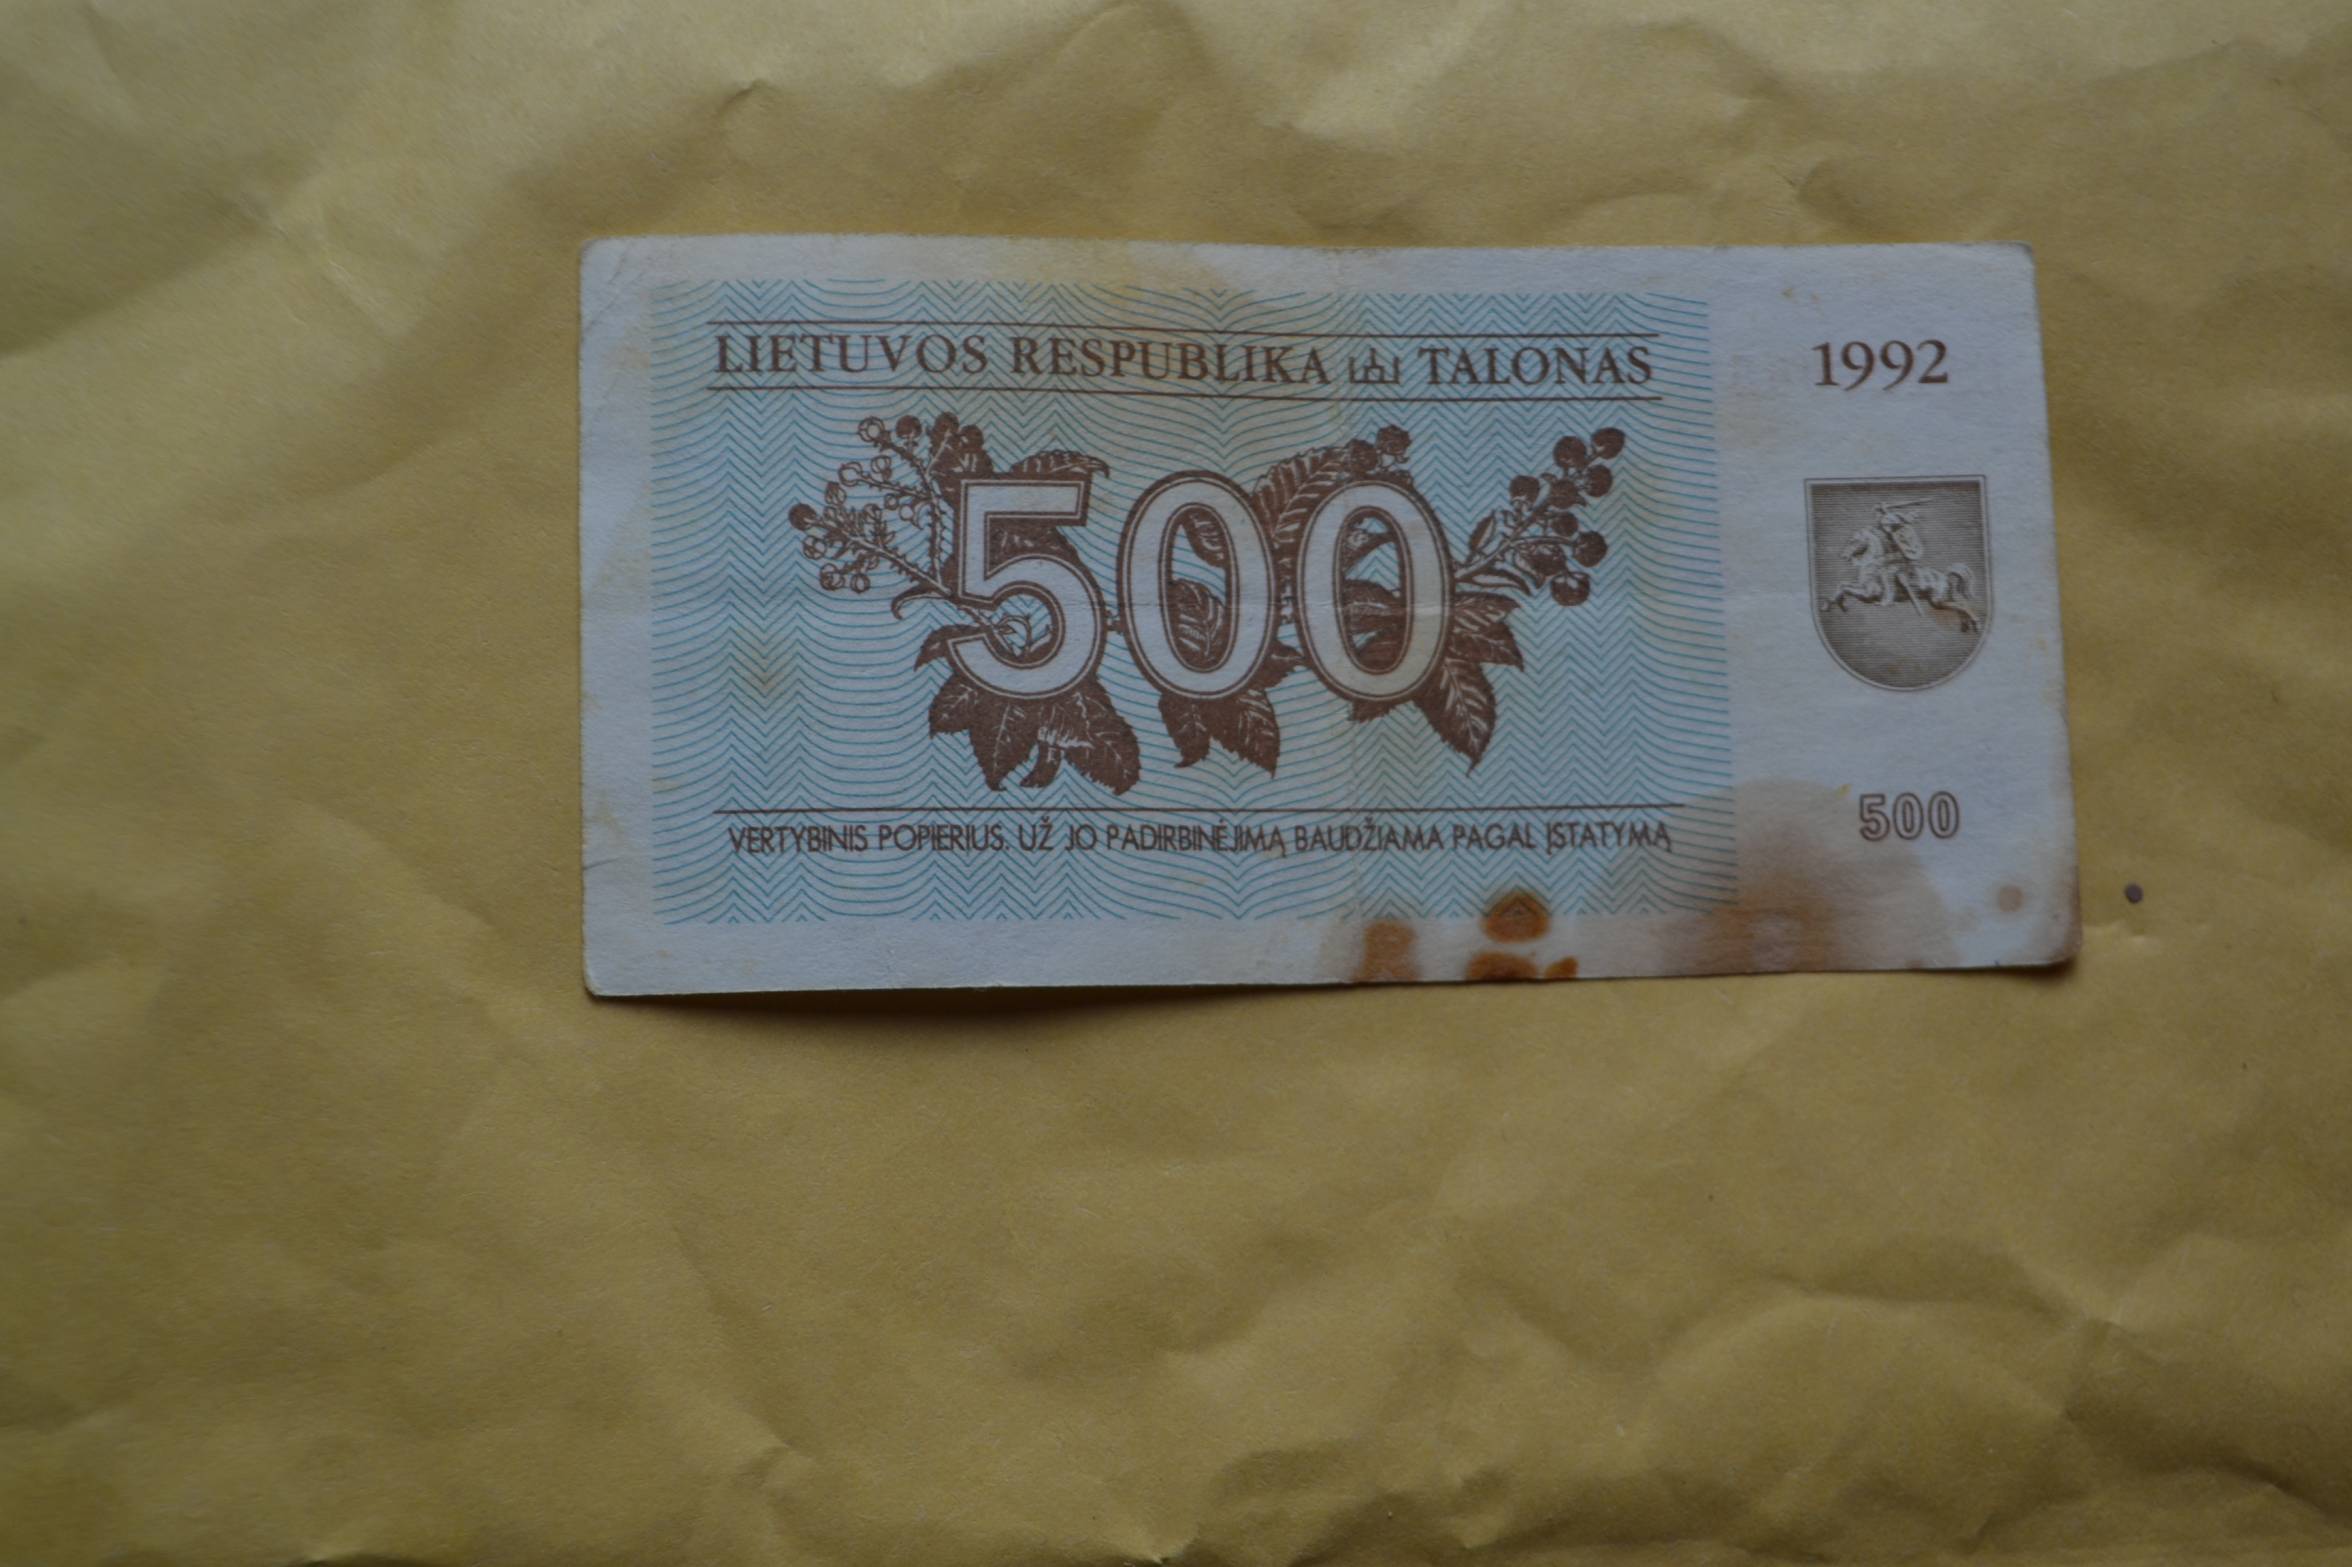 LIETUVOS RESPUBLIKA TALONAS
1992
500
VERTYBINIS POPIERIUS. UŽ JO PADIRBINĖJIMĄ BAUDŽIAMA PAGAL ĮSTATYMĄ
500